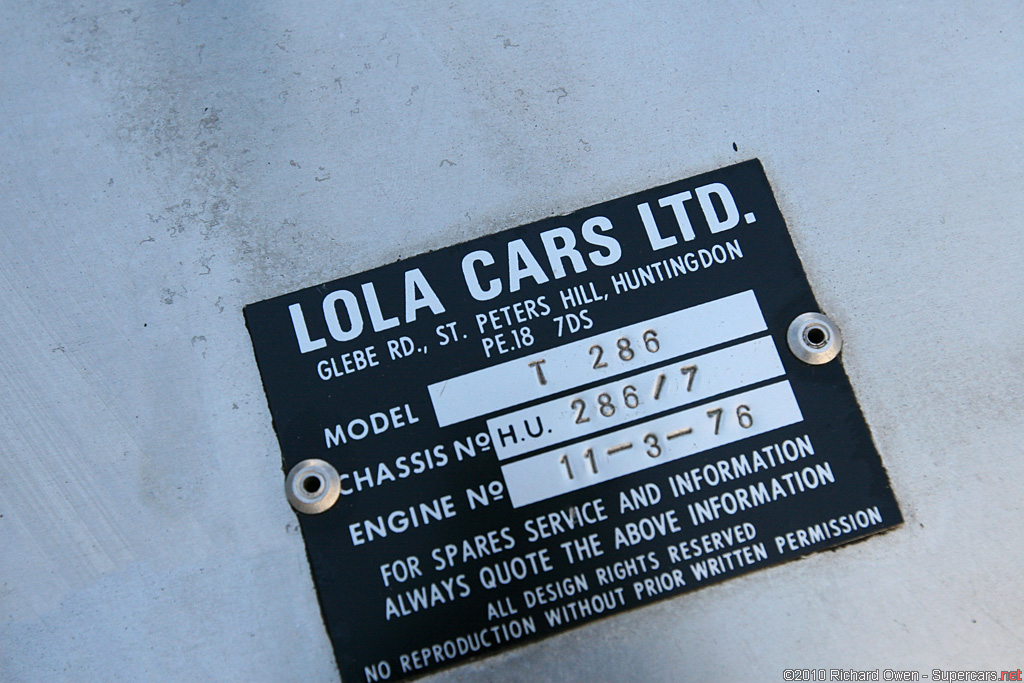 LOLA CARS LTD.
GLEBE RD., ST. PETERS HILL, HUNTINGDON
PE.18 7DS
MODEL T 286
CHASSIS Nº H.U. 286/7
ENGINE Nº 11-3-76
FOR SPARES SERVICE AND INFORMATION
ALWAYS QUOTE THE ABOVE INFORMATION
ALL DESIGN RIGHTS RESERVED
NO REPRODUCTION WITHOUT PRIOR WRITTEN PERMISSION
©2010 Richard Owen - Supercars.net